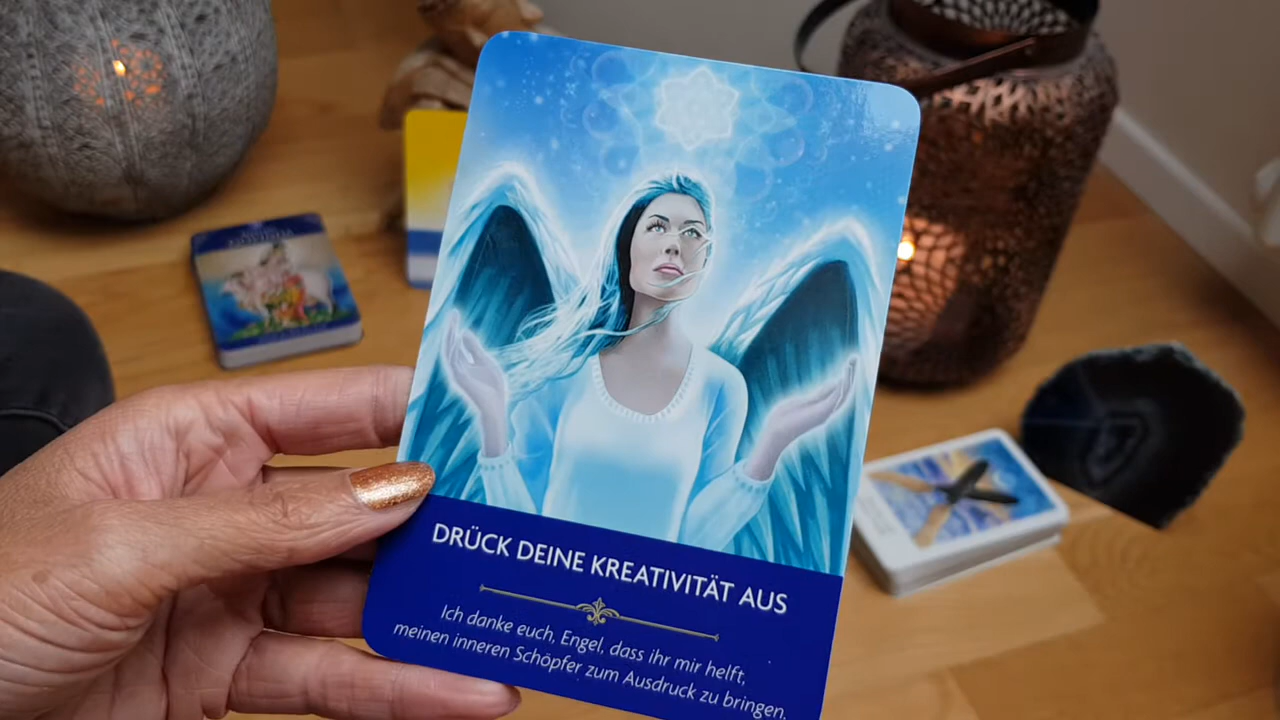 DRÜCK DEINE KREATIVITÄT AUS
Ich danke euch, Engel, dass ihr mir helft,
meinen inneren Schöpfer zum Ausdruck zu bringen.